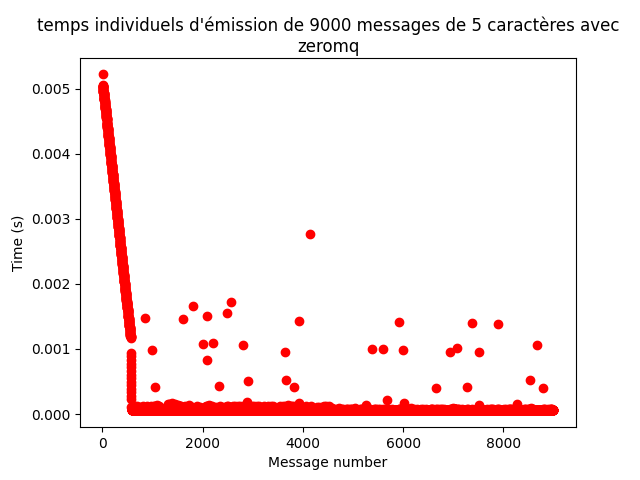 temps individuels d'émission de 9000 messages de 5 caractères avec
zeromq
0.005
0.004
0.003
0.002
0.001
0.000
Time (s)
0
2000
4000
6000
8000
Message number